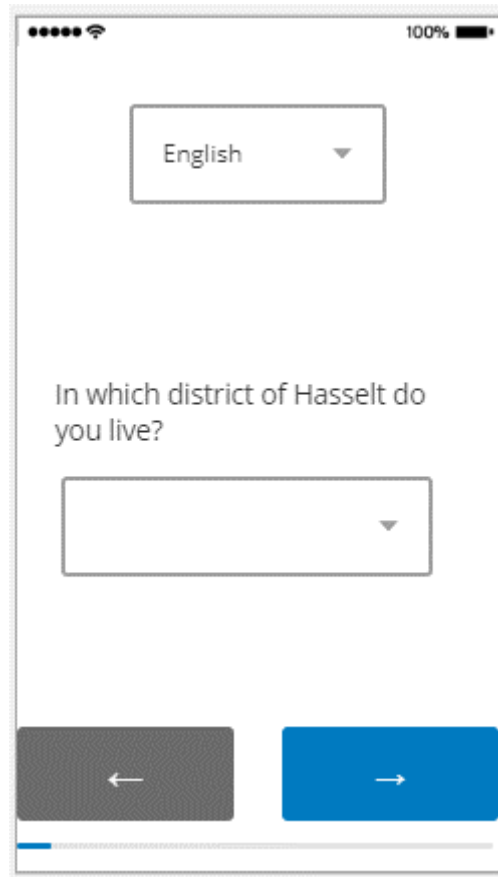 100%
English
In which district of Hasselt do
you live?
←
→